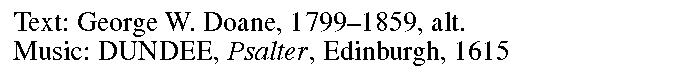 Text: George W. Doane, 1799–1859, alt.
Music: DUNDEE, Psalter, Edinburgh, 1615